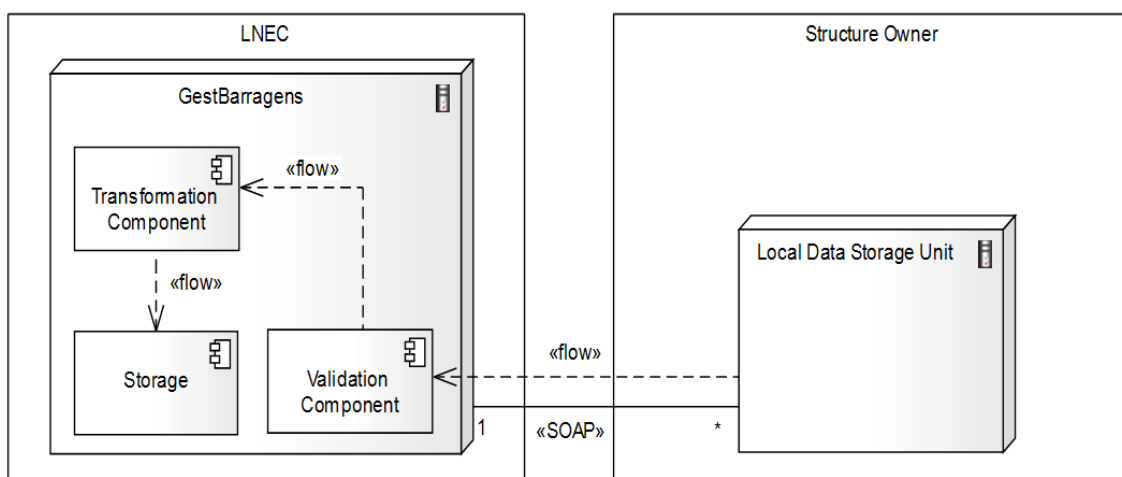 LNEC
Structure Owner
GestBarragens
«flow»
Transformation
Component
«flow»
Local Data Storage Unit
Storage
Validation
Component
«flow»
1
«SOAP»
*